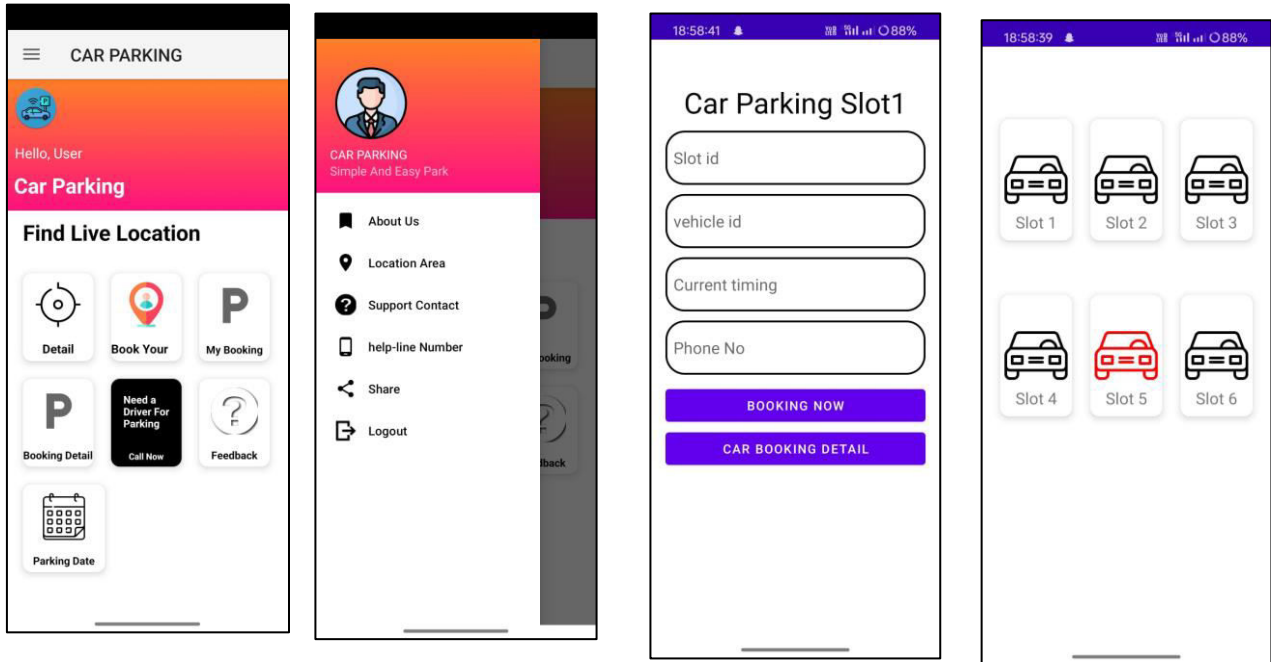 CAR PARKING
Hello, User
Car Parking
Find Live Location
Detail
Book Your
P
My Booking
P
Booking Detail
Need a
Driver For
Parking
Call Now
?
F
Feedback
Parking Date
CAR PARKING
Simple And Easy Park
About Us
Location Area
? Support Contact
help-line Number
Share
Logout
ooking
dback
18:58:41 88%
Car Parking Slot1
Slot id
vehicle id
Current timing
Phone No
BOOKING NOW
CAR BOOKING DETAIL
18:58:39 88%
Slot 1 Slot 2 Slot 3
Slot 4 Slot 5 Slot 6